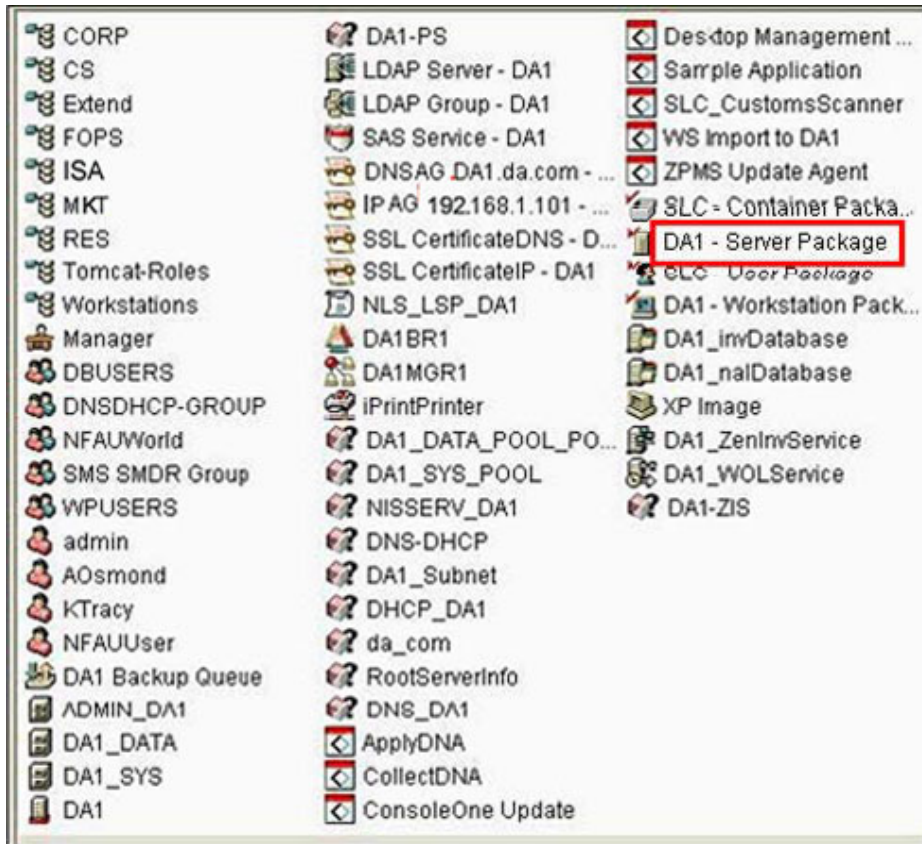 CORP
CS
Extend
FOPS
ISA
MKT
RES
Tomcat-Roles
Workstations
Manager
DBUSERS
DNSDHCP-GROUP
NFAUWorld
SMS SMDR Group
WPUSERS
admin
AOsmond
KTracy
NFAUUser
DA1 Backup Queue
ADMIN_DA1
DA1_DATA
DA1_SYS
DA1
DA1-PS
LDAP Server - DA1
LDAP Group - DA1
SAS Service - DA1
DNSAG DA1.da.com - ...
IP AG 192.168.1.101 - ...
SSL CertificateDNS - D...
SSL CertificateIP - DA1
NLS_LSP_DA1
DA1BR1
DA1MGR1
iPrintPrinter
DA1_DATA_POOL_PO...
DA1_SYS_POOL
NISSERV_DA1
DNS-DHCP
DA1_Subnet
DHCP_DA1
da_com
RootServerInfo
DNS_DA1
ApplyDNA
CollectDNA
ConsoleOne Update
Desktop Management ...
Sample Application
SLC_CustomsScanner
WS Import to DA1
ZPMS Update Agent
SLC - Container Packa...
DA1 - Server Package
SLC - User Package
DA1 - Workstation Pack...
DA1_invDatabase
DA1_nalDatabase
XP Image
DA1_ZenInvService
DA1_WOLService
DA1-ZIS